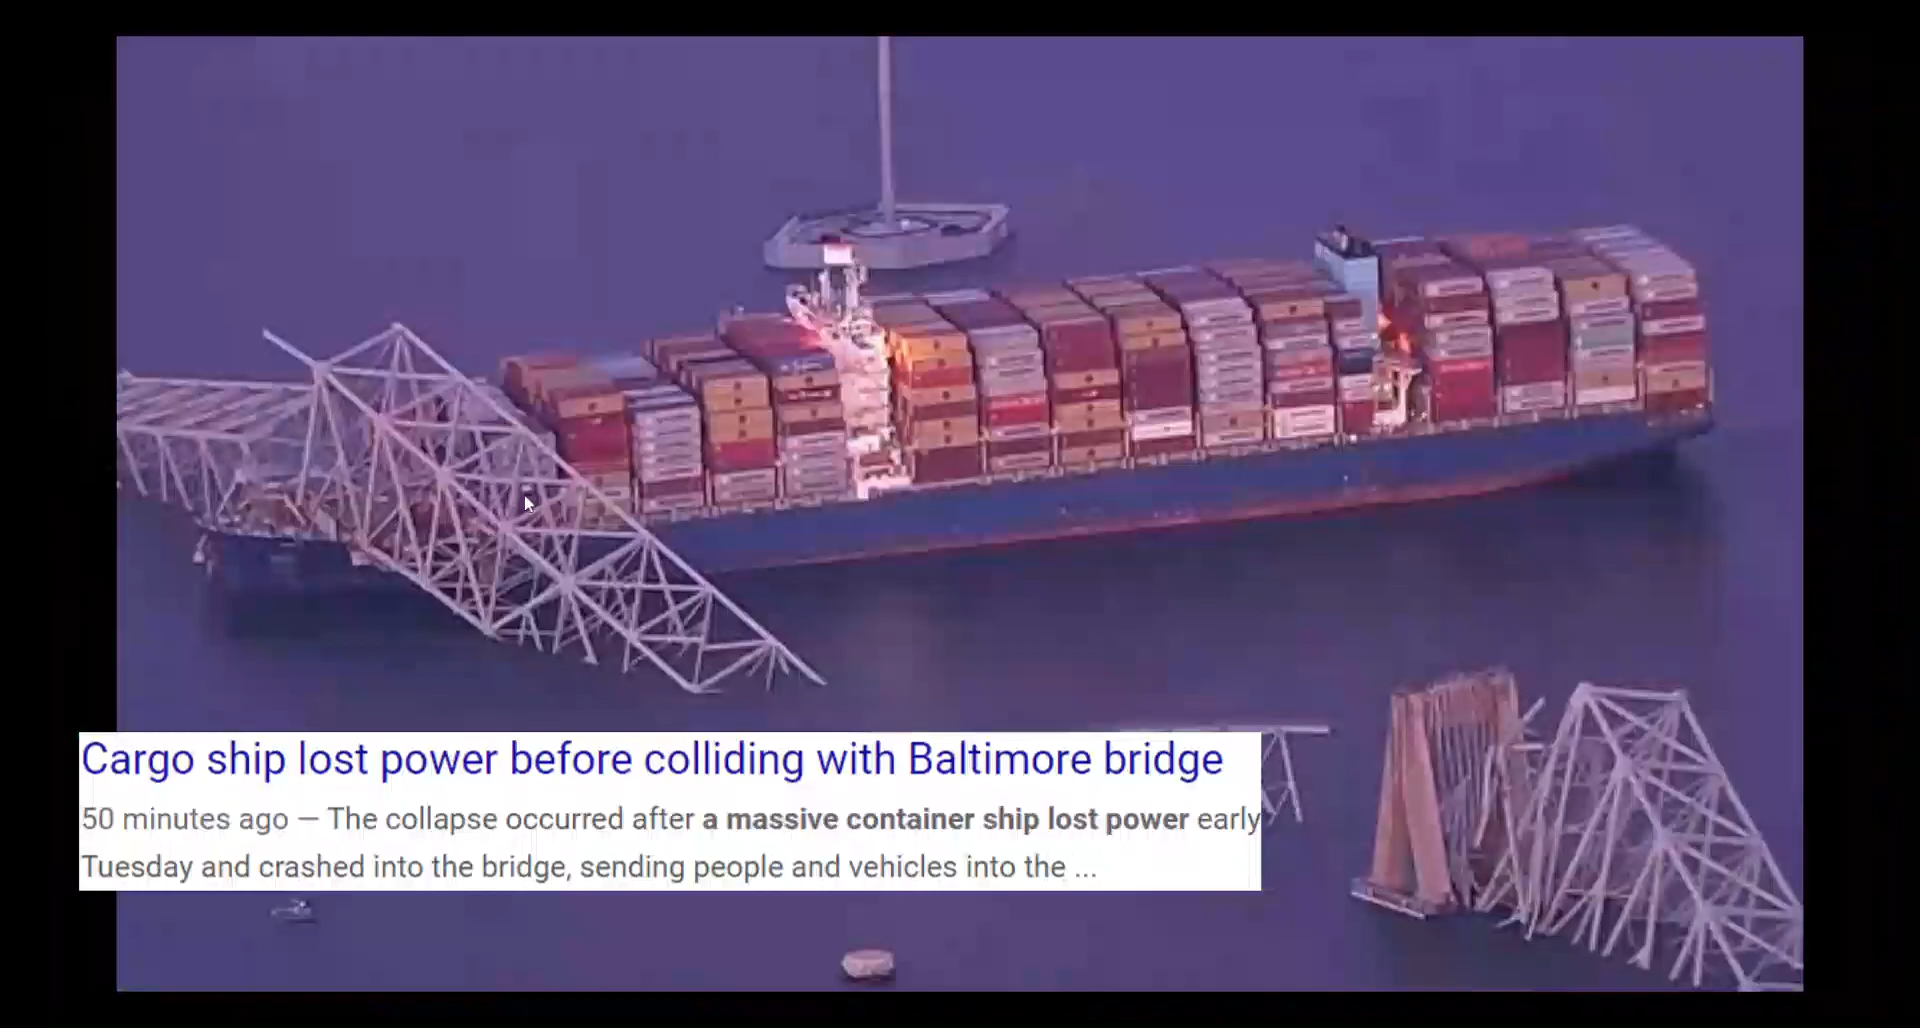 Cargo ship lost power before colliding with Baltimore bridge
50 minutes ago — The collapse occurred after a massive container ship lost power early
Tuesday and crashed into the bridge, sending people and vehicles into the ...